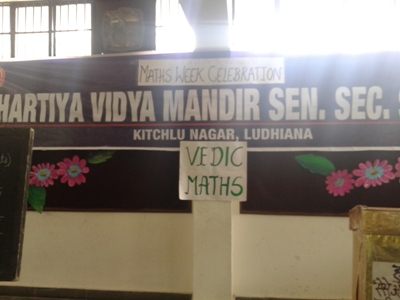 MATHS WEEK CELEBRATION
HARTIYA VIDYA MANDIR SEN. SEC. S
KITCHLU NAGAR, LUDHIANA
VEDIC
MATHS